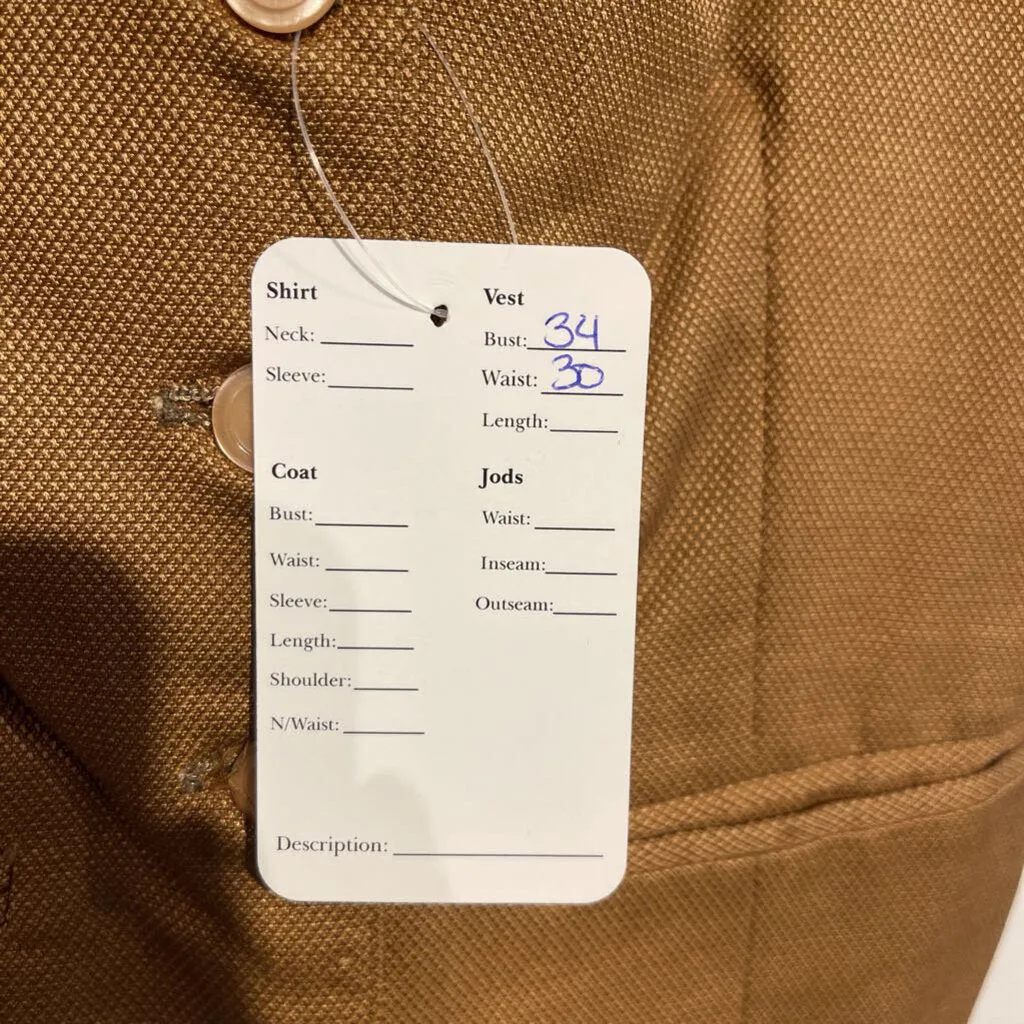 Shirt
Neck:
Sleeve:
Vest
Bust: 34
Waist: 30
Length:
Coat
Bust:
Waist:
Sleeve:
Length:
Shoulder:
N/Waist:
Jods
Waist:
Inseam:
Outseam:
Description: